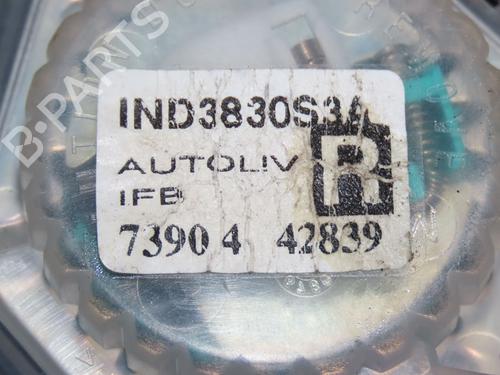 B-PARTS
IND3830S3A
AUTOLIV
R
IFB
7390 4 42839